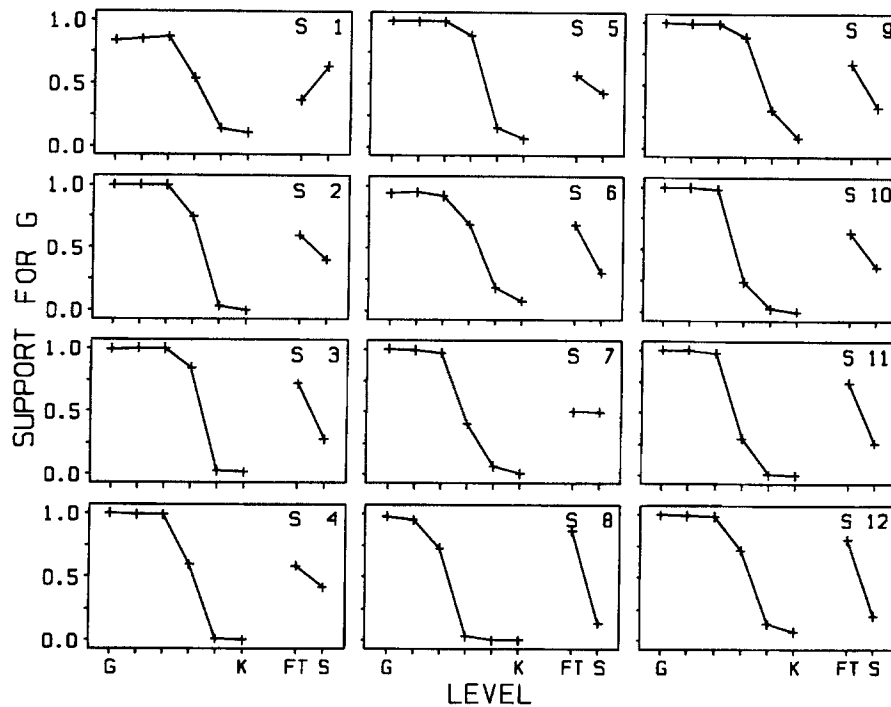 S 1
S 5
S 9
S 2
S 6
S 10
S 3
S 7
S 11
S 4
S 8
S 12
1.0
0.5
0.0
1.0
0.5
0.0
1.0
0.5
0.0
1.0
0.5
0.0
SUPPORT FOR G
G K FT S
G K FT S
G K FT S
LEVEL